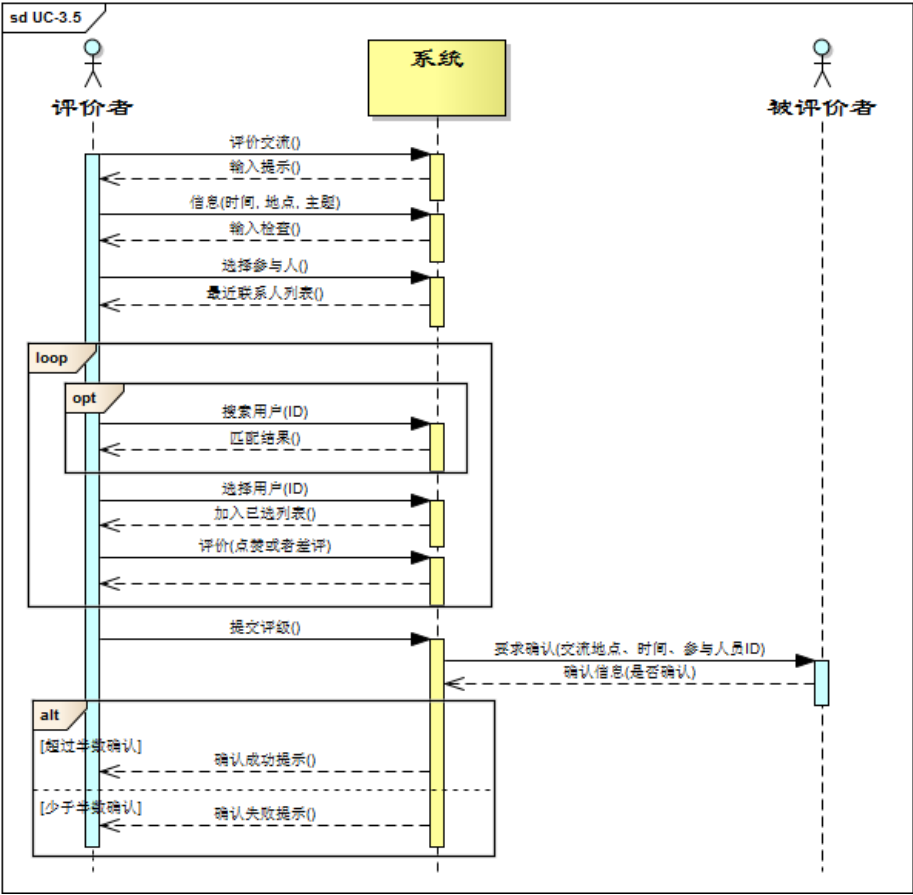 sd UC-3.5
评价者
系统
被评价者
评价交流()
输入提示()
信息(时间, 地点, 主题)
输入检查()
选择参与人()
最近联系人列表()
loop
opt
搜索用户(ID)
匹配结果()
选择用户(ID)
加入已选列表()
评价(点赞或者差评)
提交评级()
要求确认(交流地点、时间、参与人员ID)
确认信息(是否确认)
alt
[超过半数确认]
确认成功提示()
[少于半数确认]
确认失败提示()